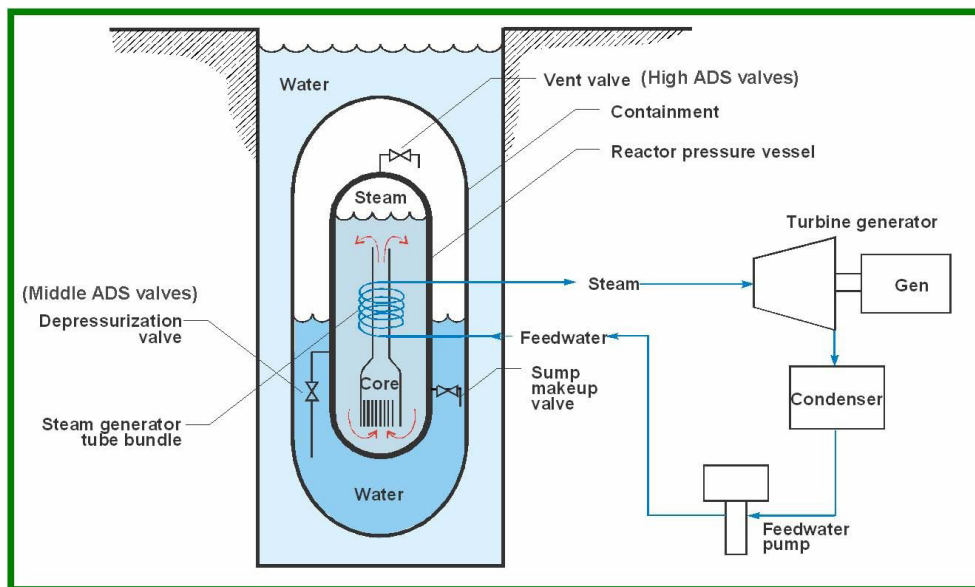 Water
Vent valve (High ADS valves)
Containment
Reactor pressure vessel
Steam
Turbine generator
Gen
Steam
(Middle ADS valves)
Depressurization
valve
Feedwater
Core
Sump
makeup
valve
Condenser
Steam generator
tube bundle
Water
Feedwater
pump